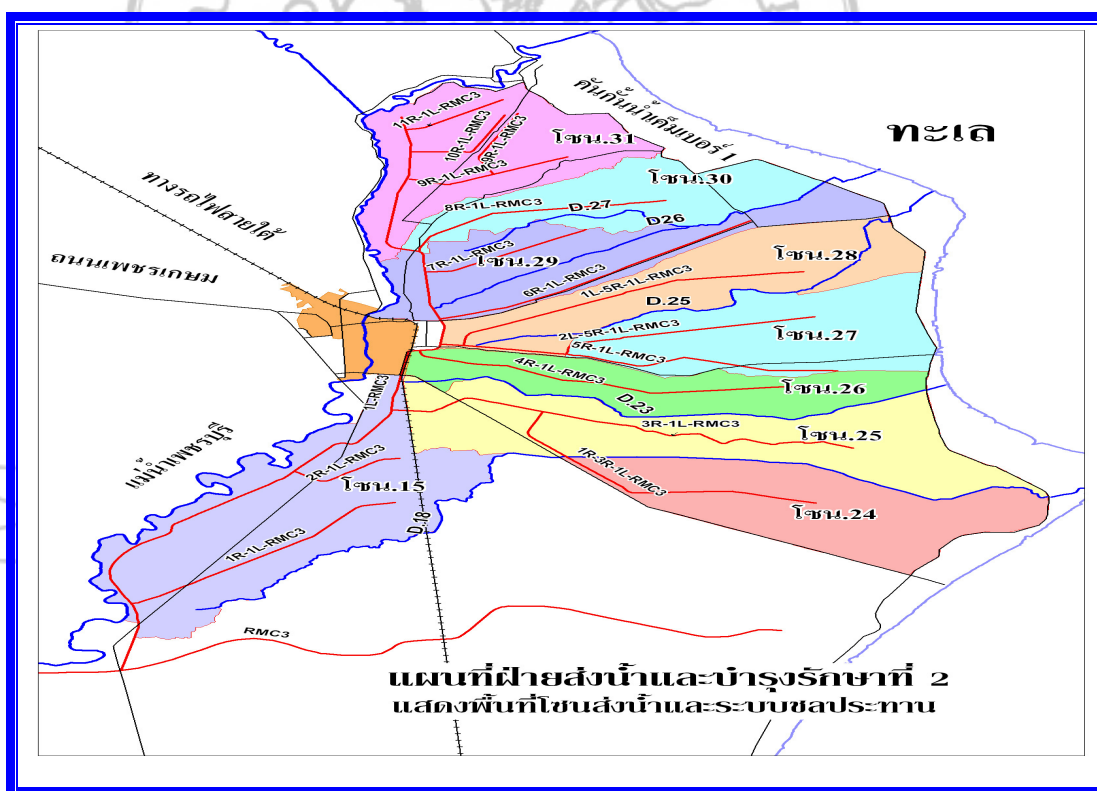 คันกั้นน้ำเค็มเบอร์ 1
ทะเล
11R-1L-RMC3
10R-1L-RMC3
9R-1L-RMC3
โซน.31
9R-1L-RMC3
โซน.30
ทางรถไฟสายใต้
8R-1L-RMC3
D.27
D26
ถนนเพชรเกษม
7R-1L-RMC3
โซน.29
โซน.28
6R-1L-RMC3
1L-5R-1L-RMC3
D.25
2L-5R-1L-RMC3
โซน.27
5R-1L-RMC3
4R-1L-RMC3
โซน.26
1L-RMC3
D.23
3R-1L-RMC3
โซน.25
แม่น้ำเพชรบุรี
2R-1L-RMC3
1R-3R-1L-RMC3
โซน.15
โซน.24
D.18
1R-1L-RMC3
RMC3
แผนที่ฝ่ายส่งน้ำและบำรุงรักษาที่ 2
แสดงพื้นที่โซนส่งน้ำและระบบชลประทาน